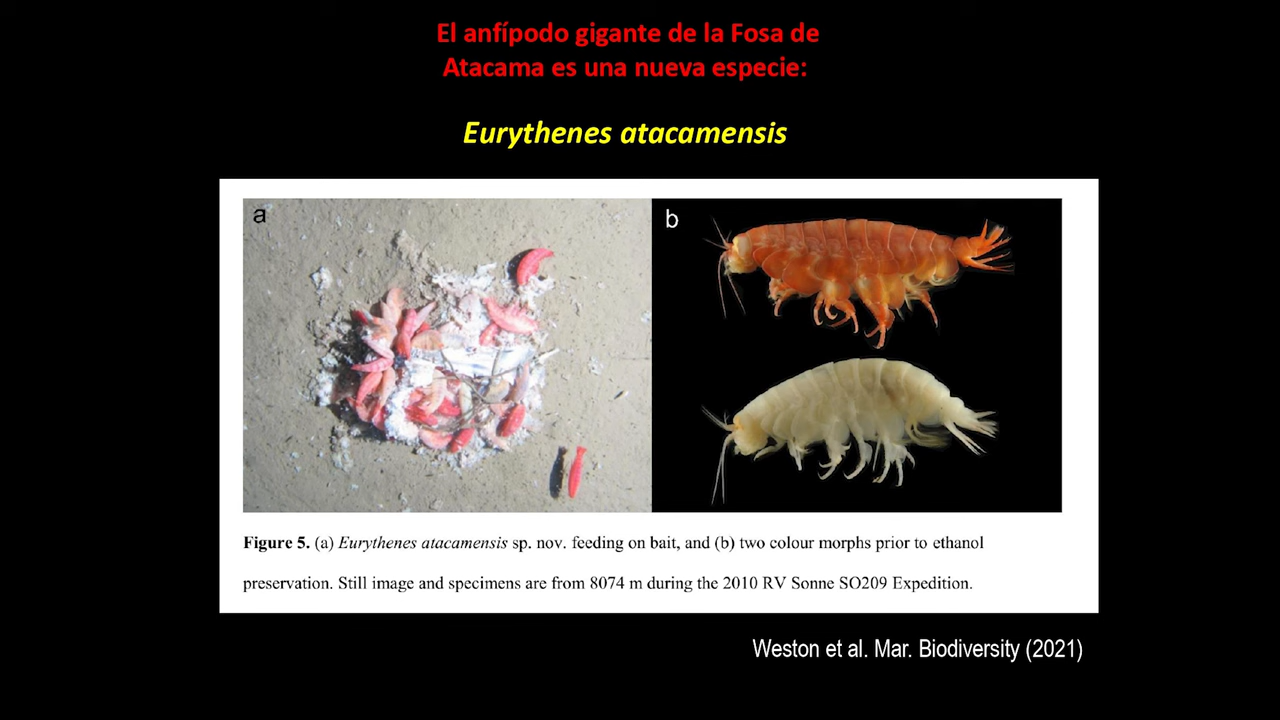 El anfípodo gigante de la Fosa de
Atacama es una nueva especie:
Eurythenes atacamensis
a
b
Figure 5. (a) Eurythenes atacamensis sp. nov. feeding on bait, and (b) two colour morphs prior to ethanol
preservation. Still image and specimens are from 8074 m during the 2010 RV Sonne SO209 Expedition.
Weston et al. Mar. Biodiversity (2021)